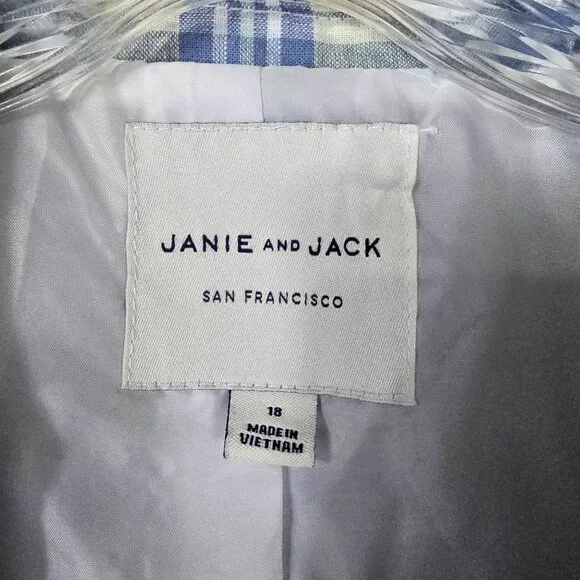 JANIE AND JACK
SAN FRANCISCO
18
MADE IN
VIETNAM